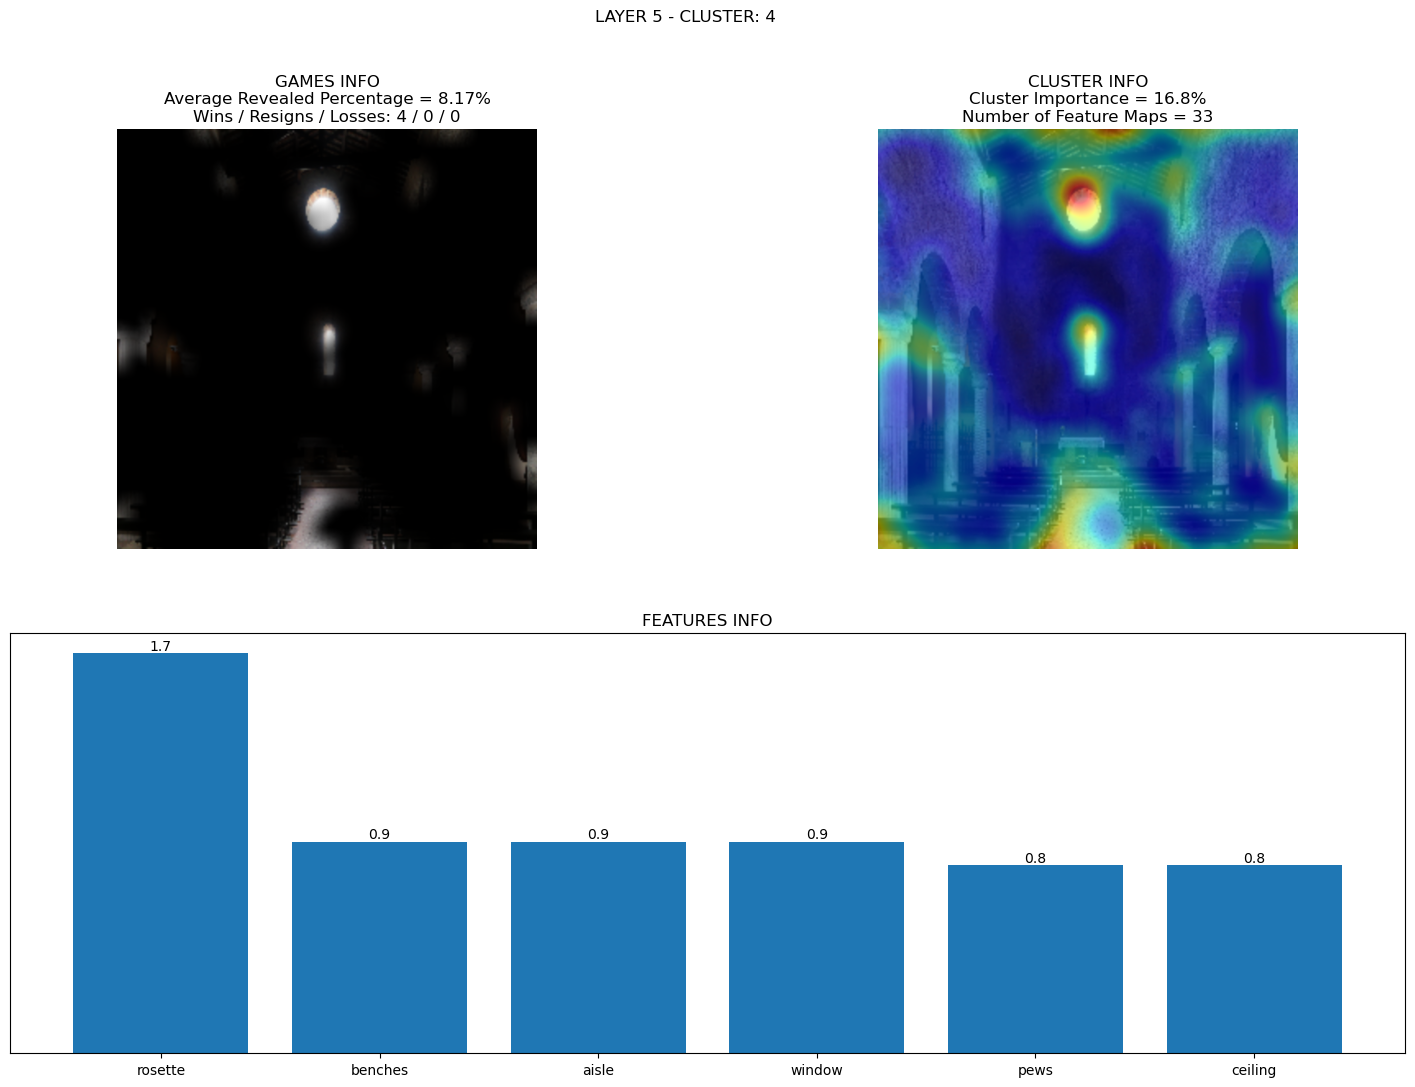 LAYER 5 - CLUSTER: 4
GAMES INFO
Average Revealed Percentage = 8.17%
Wins / Resigns / Losses: 4 / 0 / 0
CLUSTER INFO
Cluster Importance = 16.8%
Number of Feature Maps = 33
FEATURES INFO
1.7
0.9
0.9
0.9
0.8
0.8
rosette
benches
aisle
window
pews
ceiling